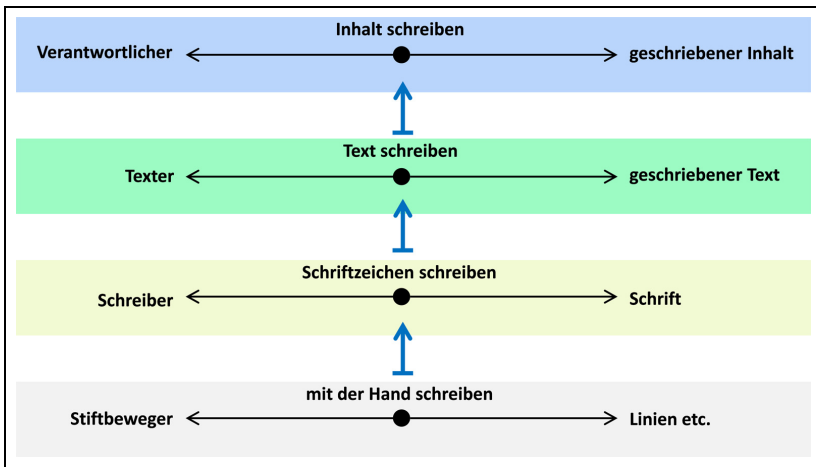 Inhalt schreiben
Verantwortlicher
geschriebener Inhalt
Text schreiben
Texter
geschriebener Text
Schriftzeichen schreiben
Schreiber
Schrift
mit der Hand schreiben
Stiftbeweger
Linien etc.